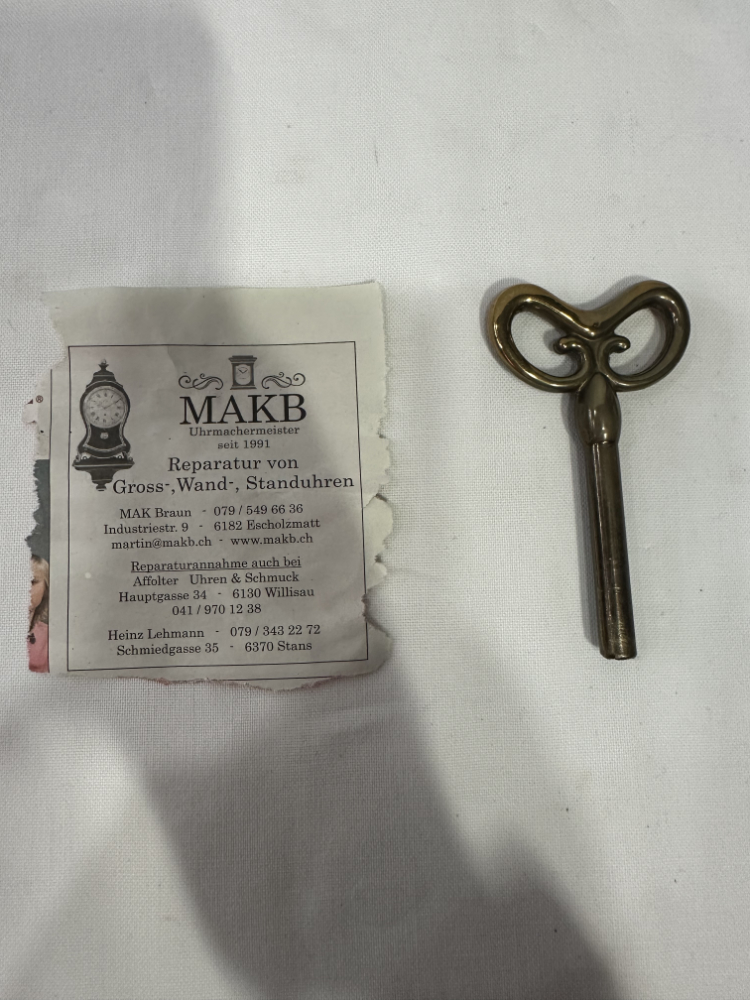 MAKB
Uhrmachermeister
seit 1991
Reparatur von
Gross-,Wand-, Standuhren
MAK Braun - 079 / 549 66 36
Industriestr. 9 - 6182 Escholzmatt
martin@makb.ch - www.makb.ch
Reparaturannahme auch bei
Affolter Uhren & Schmuck
Hauptgasse 34 - 6130 Willisau
041 / 970 12 38
Heinz Lehmann - 079 / 343 22 72
Schmiedgasse 35 - 6370 Stans